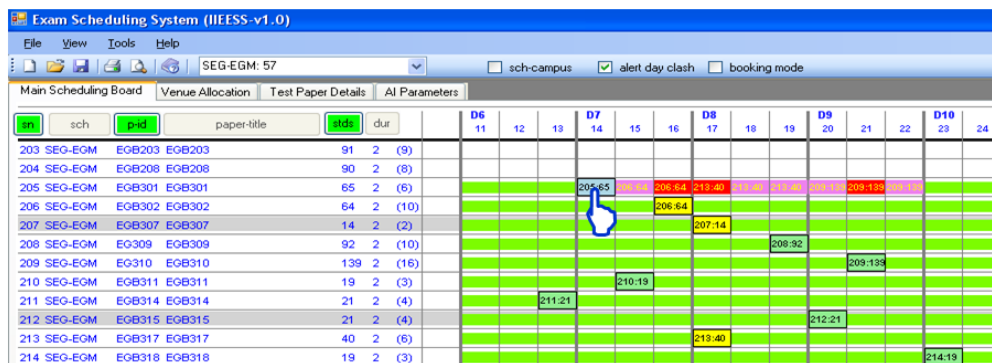 Exam Scheduling System (IIEESS-v1.0)
File View Tools Help
SEG-EGM: 57 sch-campus alert day clash booking mode
Main Scheduling Board Venue Allocation Test Paper Details AI Parameters
D6 D7 D8 D9 D10
sn sch p-id paper-title stds dur 11 12 13 14 15 16 17 18 19 20 21 22 23 24
203 SEG-EGM EGB203 EGB203 91 2 (9)
204 SEG-EGM EGB208 EGB208 90 2 (8)
205 SEG-EGM EGB301 EGB301 65 2 (6) 205:65 206:64 206:64 213:40 213:40 213:40 209:139 209:139 209:139
206 SEG-EGM EGB302 EGB302 64 2 (10) 206:64
207 SEG-EGM EGB307 EGB307 14 2 (2) 207:14
208 SEG-EGM EG309 EGB309 92 2 (10) 208:92
209 SEG-EGM EG310 EGB310 139 2 (16) 209:139
210 SEG-EGM EGB311 EGB311 19 2 (3) 210:19
211 SEG-EGM EGB314 EGB314 21 2 (4) 211:21
212 SEG-EGM EGB315 EGB315 21 2 (4) 212:21
213 SEG-EGM EGB317 EGB317 40 2 (6) 213:40
214 SEG-EGM EGB318 EGB318 19 2 (3) 214:19